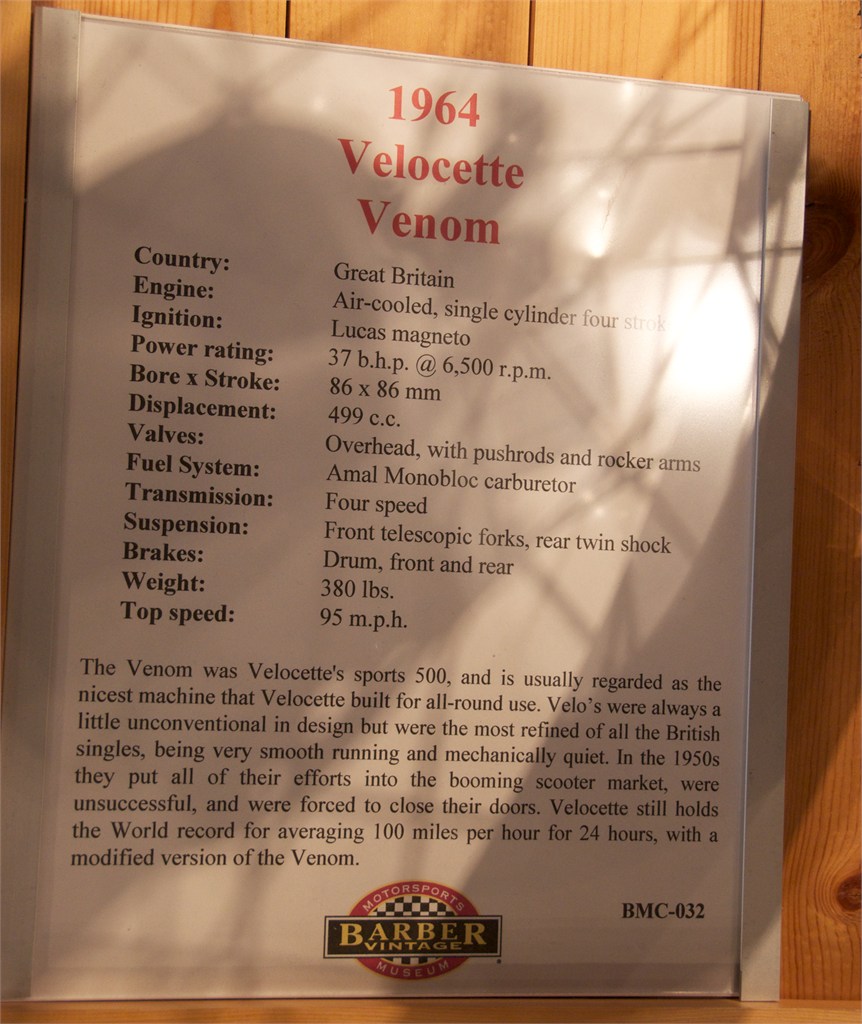 1964
Velocette
Venom
Country: Great Britain
Engine: Air-cooled, single cylinder four strok
Ignition: Lucas magneto
Power rating: 37 b.h.p. @ 6,500 r.p.m.
Bore x Stroke: 86 x 86 mm
Displacement: 499 c.c.
Valves: Overhead, with pushrods and rocker arms
Fuel System: Amal Monobloc carburetor
Transmission: Four speed
Suspension: Front telescopic forks, rear twin shock
Brakes: Drum, front and rear
Weight: 380 lbs.
Top speed: 95 m.p.h.
The Venom was Velocette's sports 500, and is usually regarded as the
nicest machine that Velocette built for all-round use. Velo's were always a
little unconventional in design but were the most refined of all the British
singles, being very smooth running and mechanically quiet. In the 1950s
they put all of their efforts into the booming scooter market, were
unsuccessful, and were forced to close their doors. Velocette still holds
the World record for averaging 100 miles per hour for 24 hours, with a
modified version of the Venom.
MOTORSPORTS
BARBER
VINTAGE
MUSEUM
BMC-032